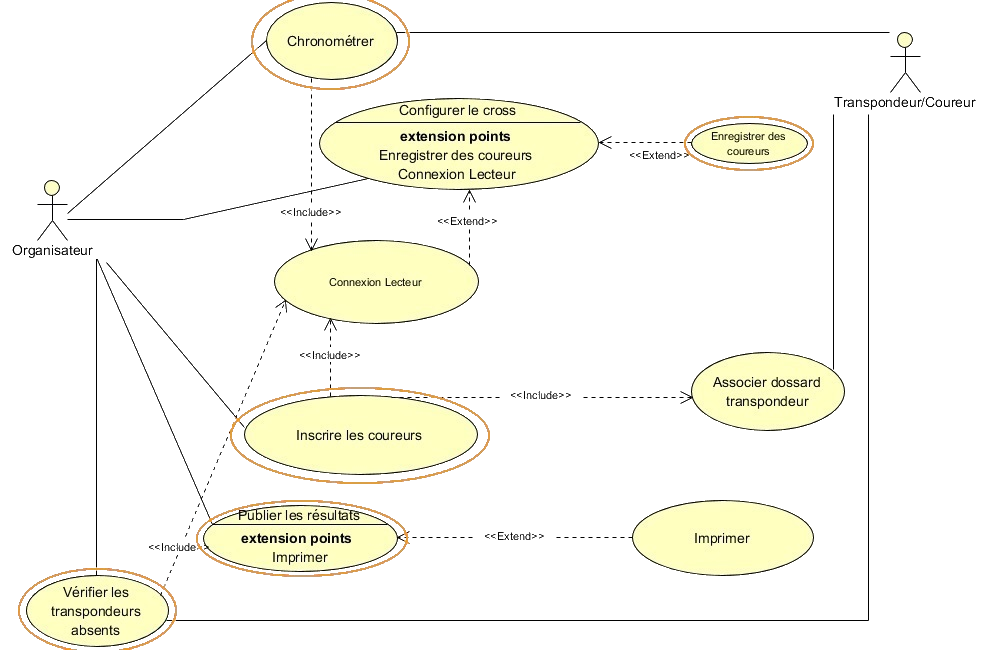 Chronométrer
Transpondeur/Coureur
Configurer le cross
extension points
Enregistrer des coureurs
Connexion Lecteur
Enregistrer des
coureurs
<<Extend>>
Organisateur
<<Include>>
<<Extend>>
Connexion Lecteur
<<Include>>
Associer dossard
transpondeur
<<Include>>
Inscrire les coureurs
Publier les résultats
extension points
Imprimer
<<Extend>>
Imprimer
<<Include>>
Vérifier les
transpondeurs
absents